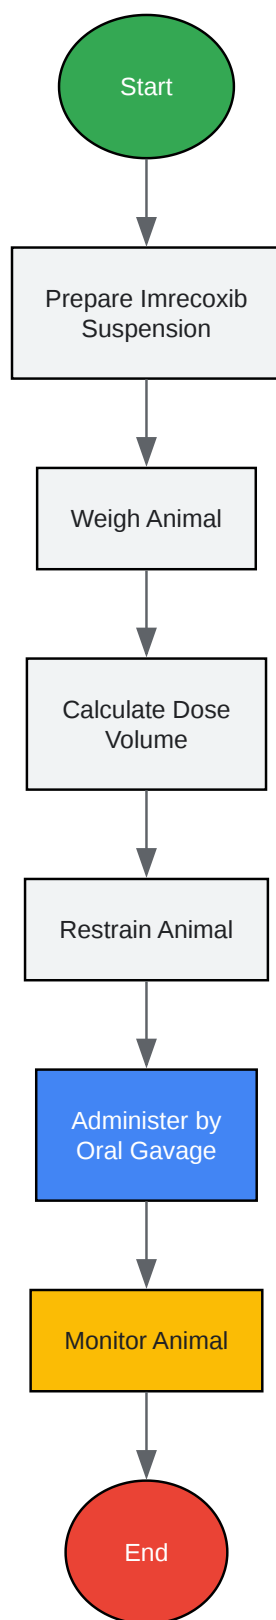 Start
Prepare Imrecoxib
Suspension
Weigh Animal
Calculate Dose
Volume
Restrain Animal
Administer by
Oral Gavage
Monitor Animal
End